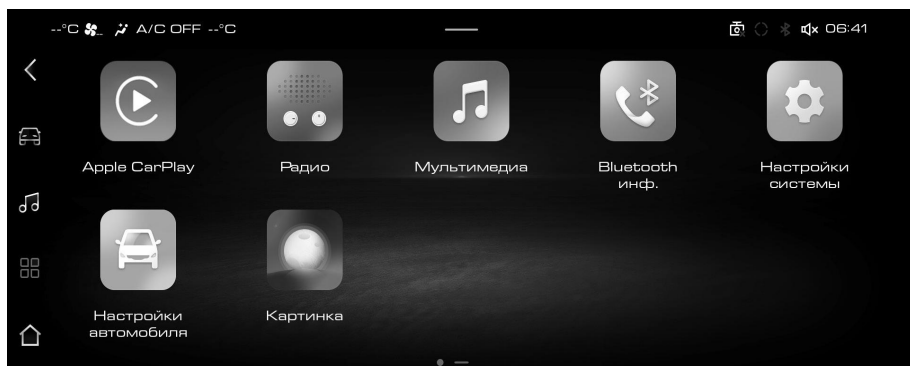 --°C A/C OFF --°C
06:41
Apple CarPlay
Радио
Мультимедиа
Bluetooth
инф.
Настройки
системы
Настройки
автомобиля
Картинка